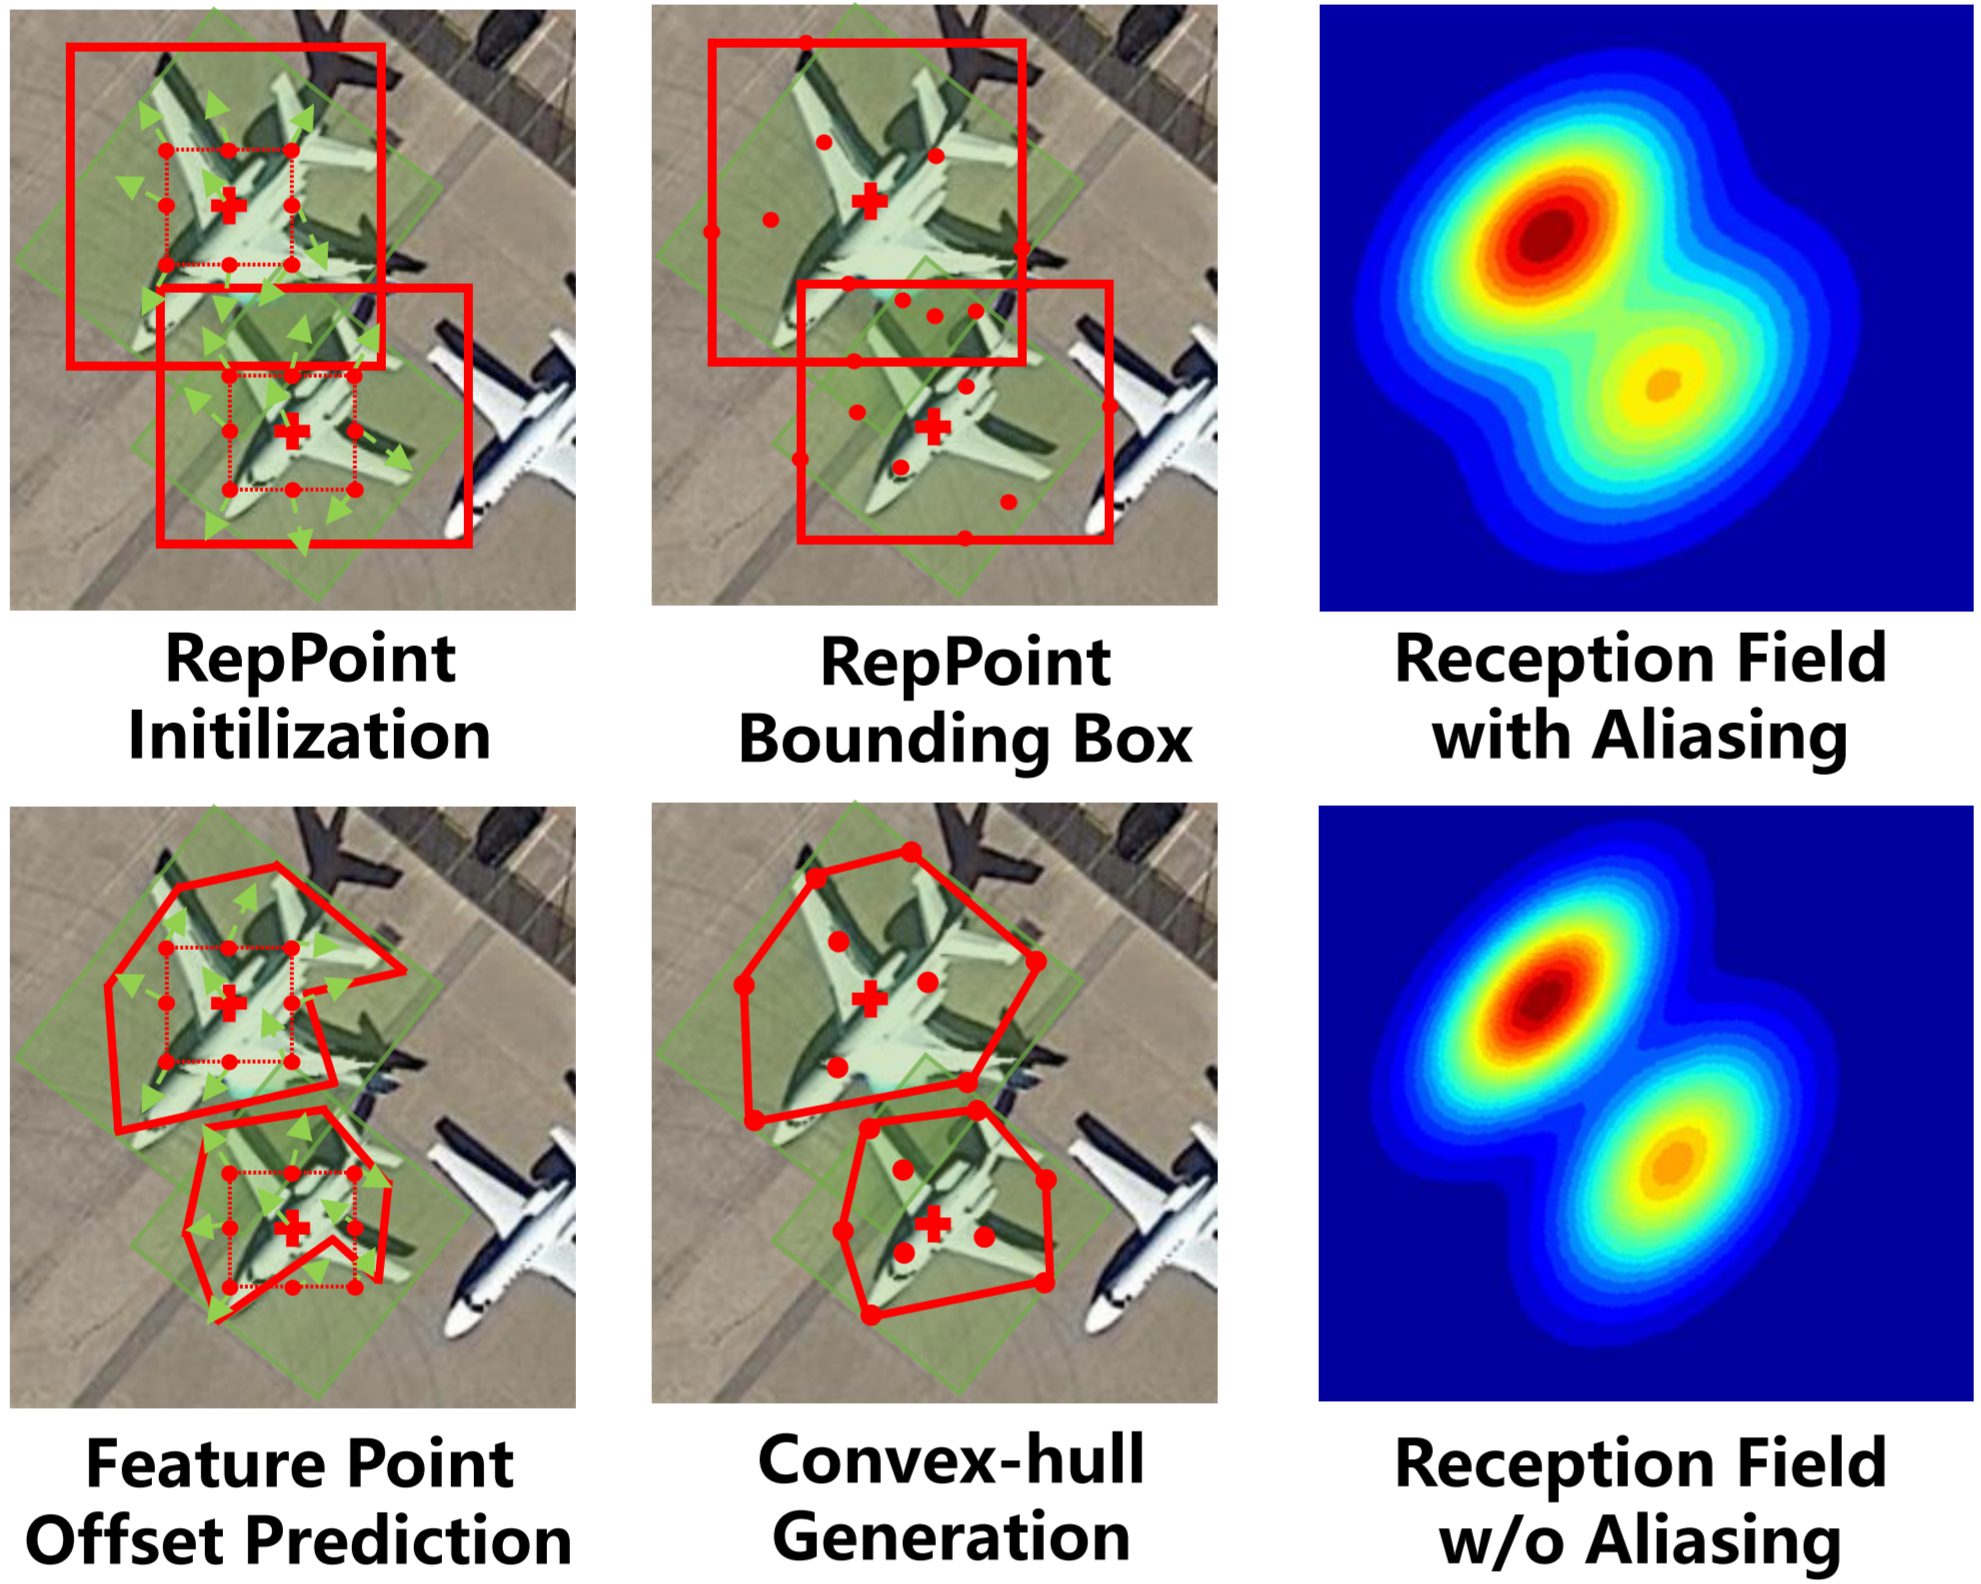 RepPoint
Initilization
RepPoint
Bounding Box
Reception Field
with Aliasing
Feature Point
Offset Prediction
Convex-hull
Generation
Reception Field
w/o Aliasing